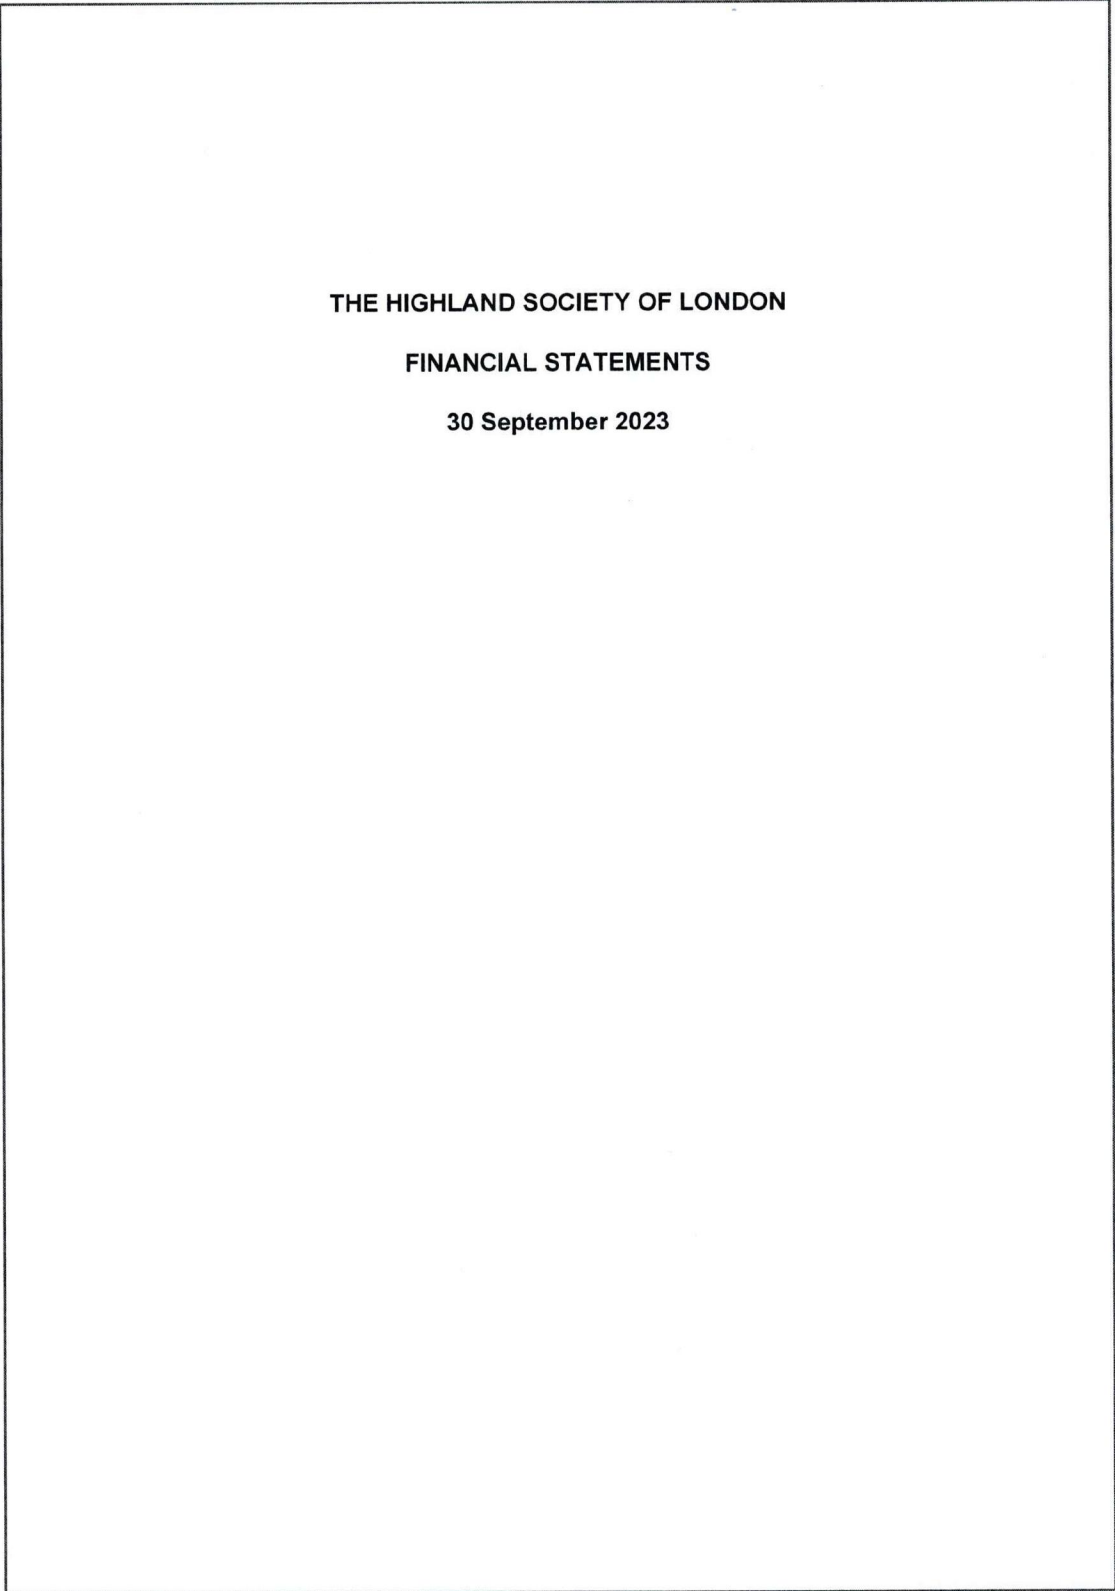 THE HIGHLAND SOCIETY OF LONDON
FINANCIAL STATEMENTS
30 September 2023